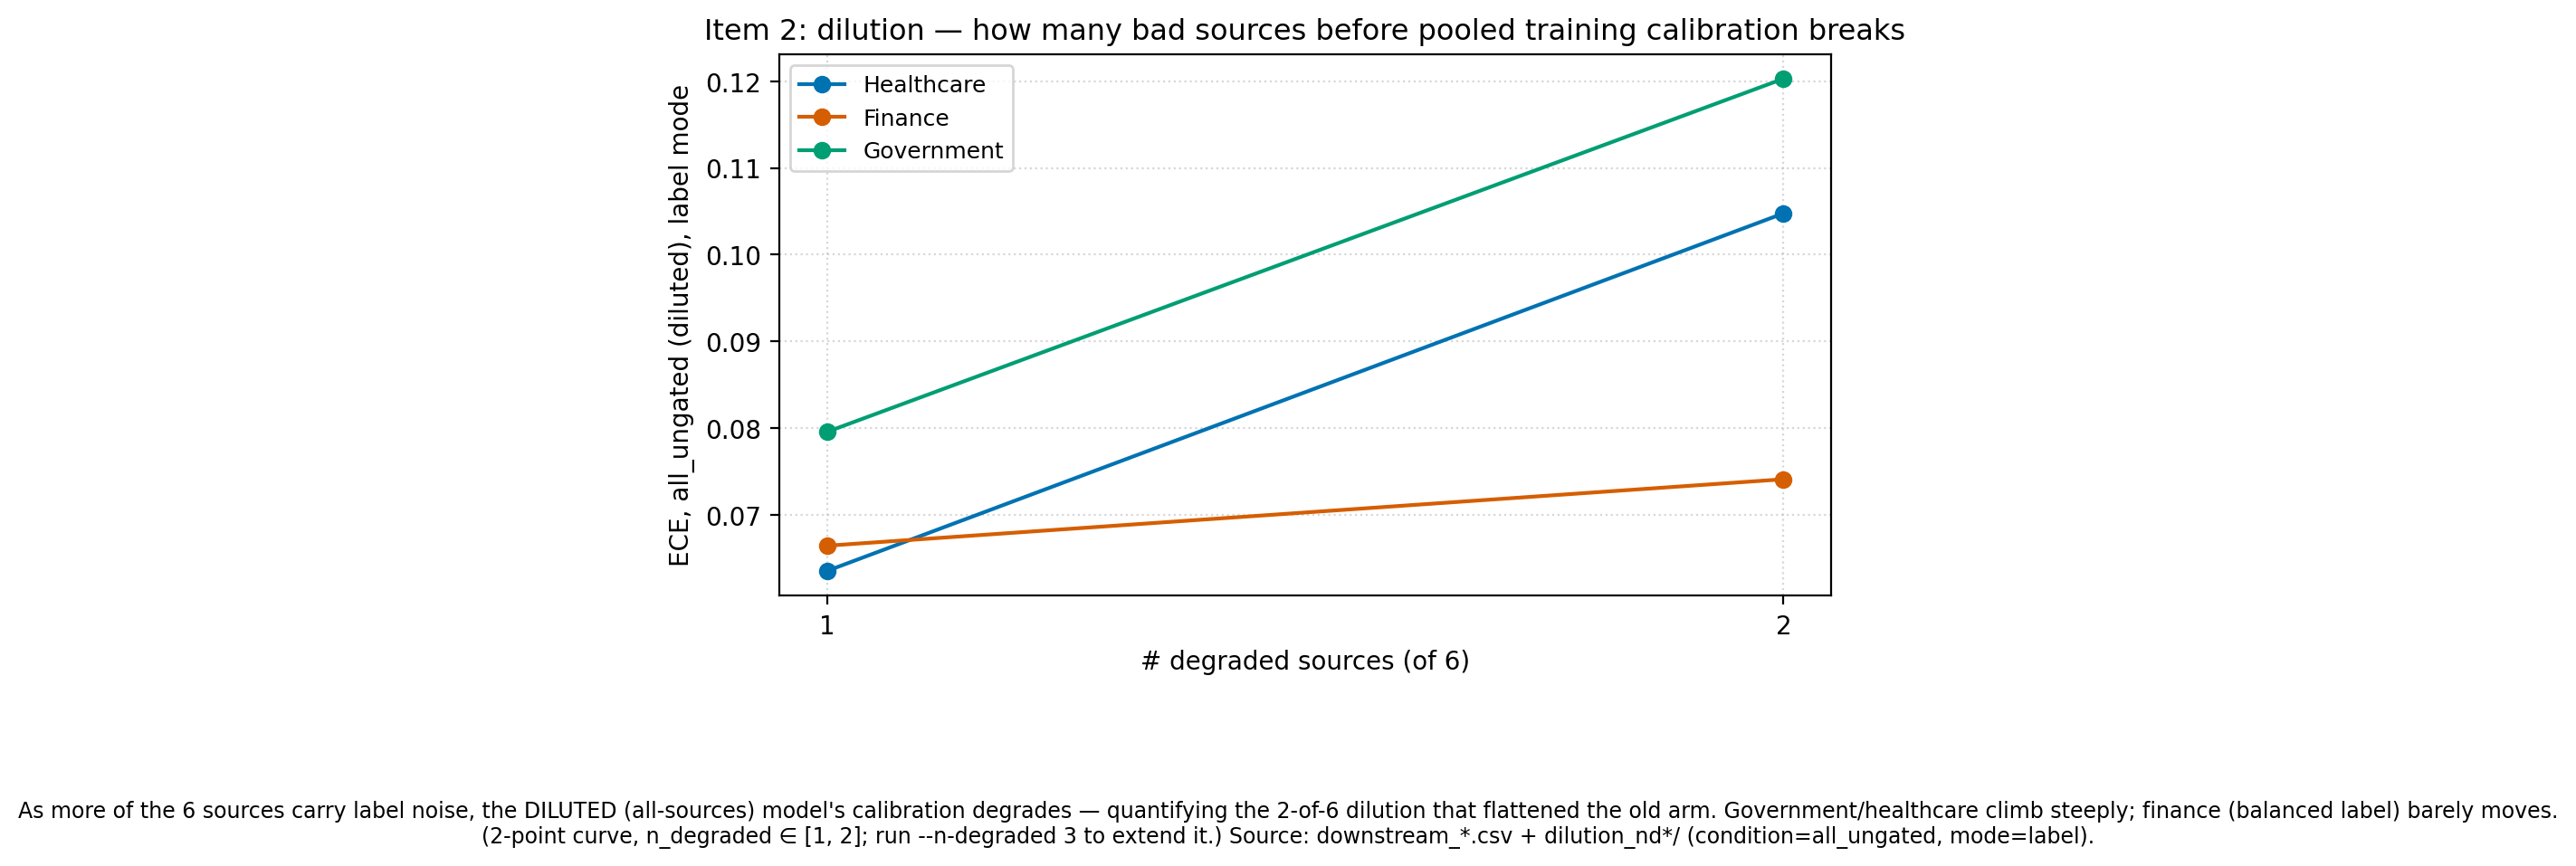 Item 2: dilution — how many bad sources before pooled training calibration breaks
ECE, all_ungated (diluted), label mode
0.12
0.11
0.10
0.09
0.08
0.07
Healthcare
Finance
Government
1
2
# degraded sources (of 6)
As more of the 6 sources carry label noise, the DILUTED (all-sources) model's calibration degrades — quantifying the 2-of-6 dilution that flattened the old arm. Government/healthcare climb steeply; finance (balanced label) barely moves.
(2-point curve, n_degraded ∈ [1, 2]; run --n-degraded 3 to extend it.) Source: downstream_*.csv + dilution_nd*/ (condition=all_ungated, mode=label).